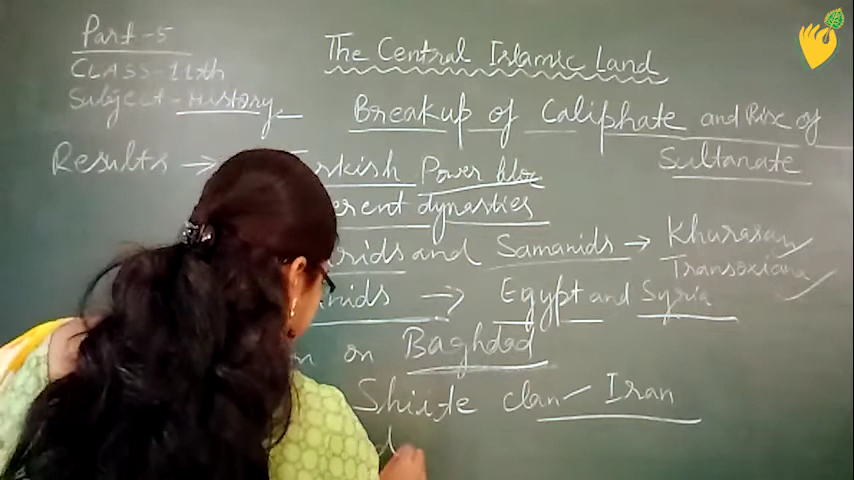 Part-5
CLASS-11th
Subject-History
The Central Islamic Land
Breakup of Caliphate and Rise of
Sultanate
Results → rkish Power bloc
erent dynasties
rids and Samanids → Khurasan
Transoxiana
nids → Egypt and Syria
n on Baghdad
Shiite clan Iran
d